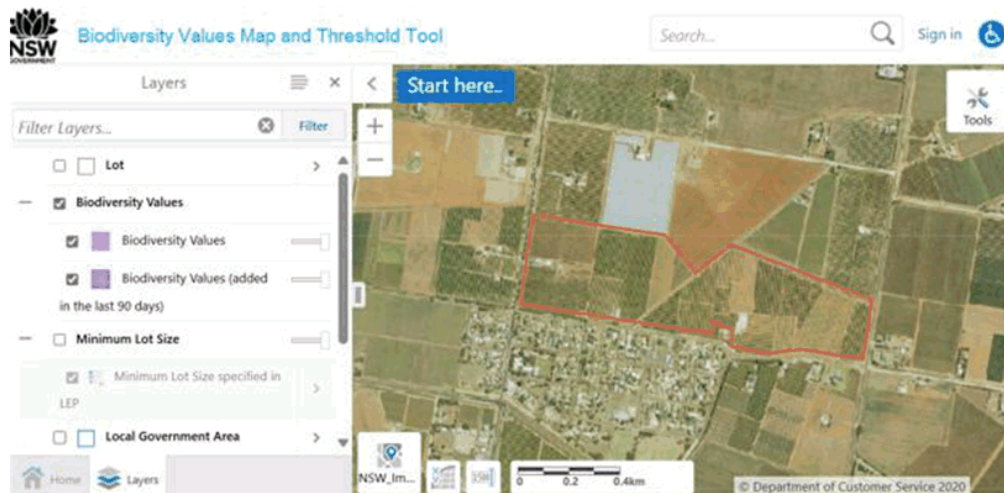 NSW
GOVERNMENT
Biodiversity Values Map and Threshold Tool
Search...
Sign in
Layers
Start here...
Tools
Filter Layers...
Filter
Lot
Biodiversity Values
Biodiversity Values
Biodiversity Values (added
in the last 90 days)
Minimum Lot Size
Minimum Lot Size specified in
LEP
Local Government Area
Home
Layers
NSW_Im...
0 0.2 0.4km
© Department of Customer Service 2020